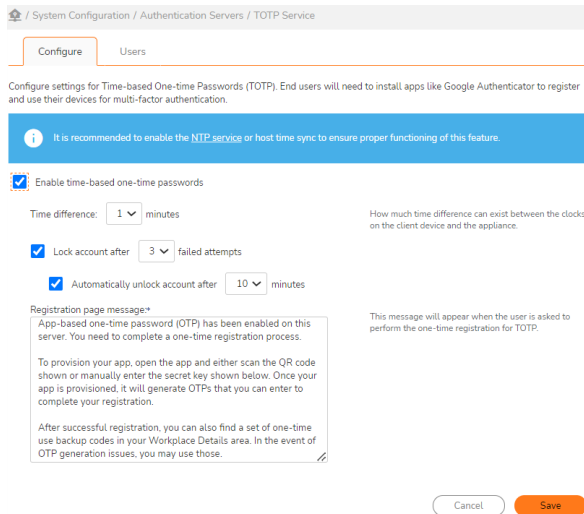 / System Configuration / Authentication Servers / TOTP Service
Configure
Users
Configure settings for Time-based One-time Passwords (TOTP). End users will need to install apps like Google Authenticator to register
and use their devices for multi-factor authentication.
It is recommended to enable the NTP service or host time sync to ensure proper functioning of this feature.
Enable time-based one-time passwords
Time difference: 1 minutes
How much time difference can exist between the clocks
on the client device and the appliance.
Lock account after 3 failed attempts
Automatically unlock account after 10 minutes
Registration page message:*
This message will appear when the user is asked to
perform the one-time registration for TOTP.
App-based one-time password (OTP) has been enabled on this
server. You need to complete a one-time registration process.
To provision your app, open the app and either scan the QR code
shown or manually enter the secret key shown below. Once your
app is provisioned, it will generate OTPs that you can enter to
complete your registration.
After successful registration, you can also find a set of one-time
use backup codes in your Workplace Details area. In the event of
OTP generation issues, you may use those.
Cancel
Save